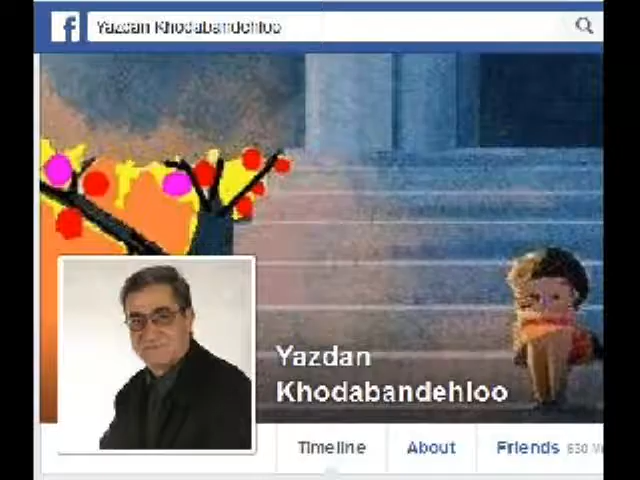 f
Yazdan Khodabandehloo
Yazdan
Khodabandehloo
Timeline About Friends 630